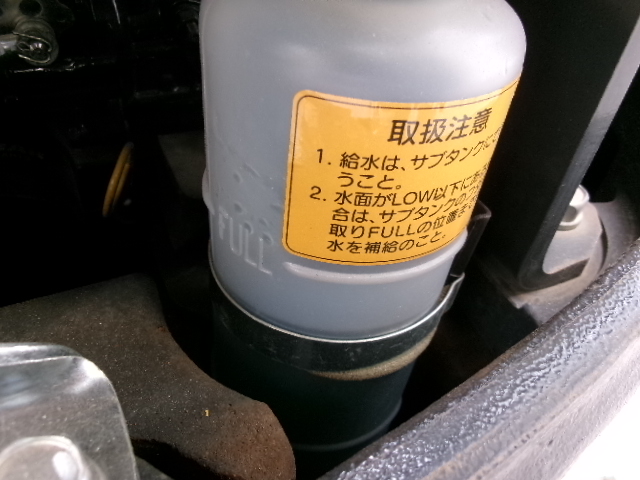 取扱注意
1. 給水は、サブタンクに
うこと。
2. 水面がLOW以下に
合は、サブタンクの
取りFULLの位置
水を補給のこと。
FULL